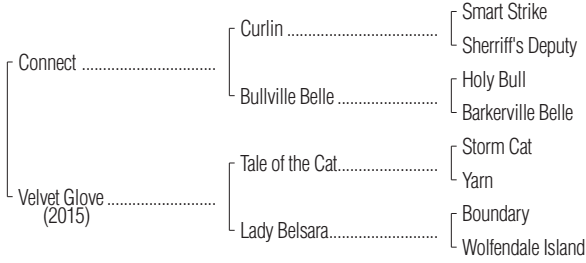 Smart Strike
Curlin ......................................
Sherriff's Deputy
Connect ..................................
Holy Bull
Bullville Belle .........................
Barkerville Belle
Storm Cat
Tale of the Cat.........................
Yarn
Velvet Glove ...........................
(2015)
Boundary
Lady Belsara...........................
Wolfendale Island